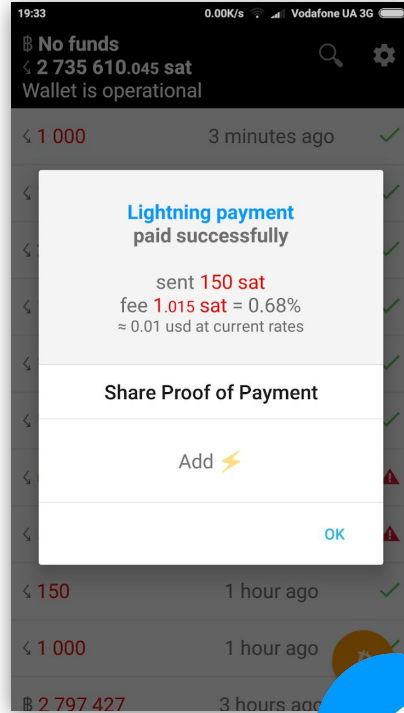 19:33 0.00K/s Vodafone UA 3G
฿ No funds
2 735 610.045 sat
Wallet is operational
1 000 3 minutes ago
Lightning payment
paid successfully
sent 150 sat
fee 1.015 sat = 0.68%
≈ 0.01 usd at current rates
Share Proof of Payment
Add ⚡
OK
150 1 hour ago
1 000 1 hour ago
฿ 2 797 427 3 hours ago